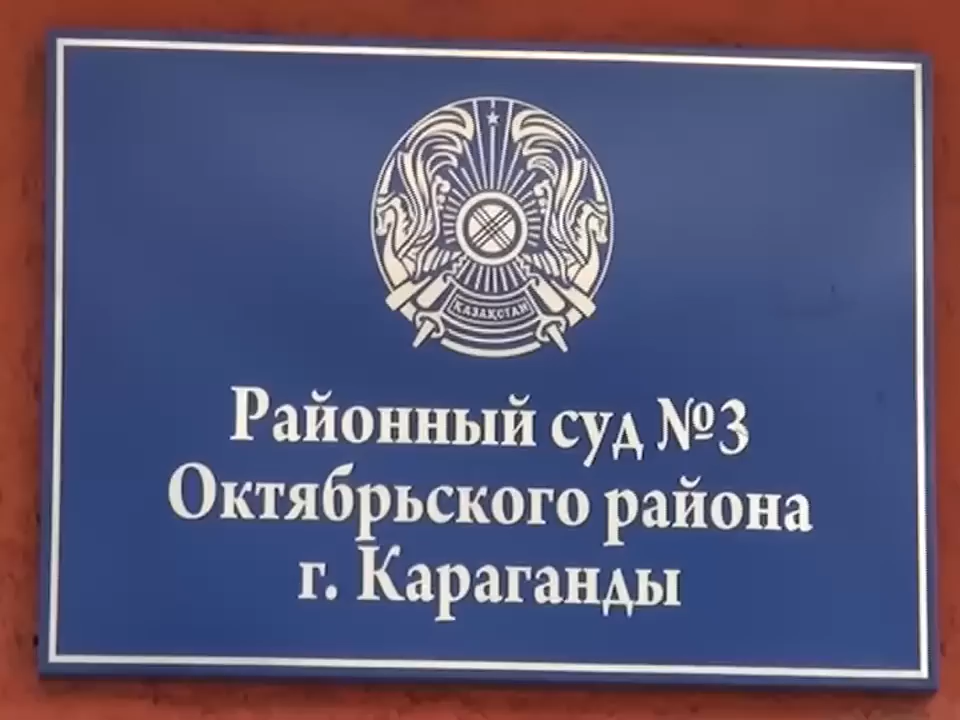 ҚАЗАҚСТАН
Районный суд №3
Октябрьского района
г. Караганды